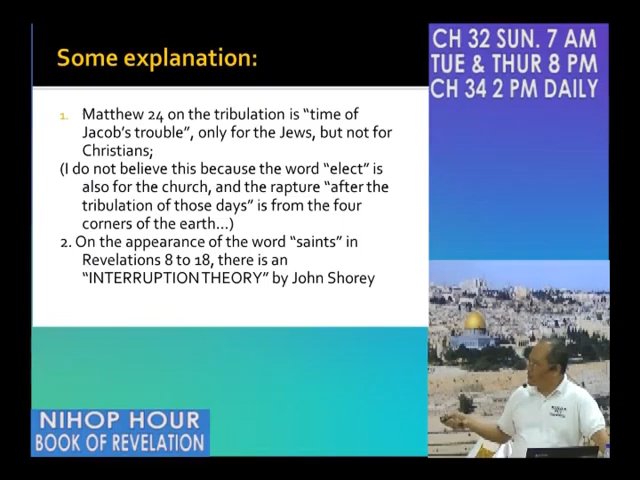 Some explanation:
CH 32 SUN. 7 AM
TUE & THUR 8 PM
CH 34 2 PM DAILY
1. Matthew 24 on the tribulation is “time of
Jacob’s trouble”, only for the Jews, but not for
Christians;
(I do not believe this because the word “elect” is
also for the church, and the rapture “after the
tribulation of those days” is from the four
corners of the earth...)
2. On the appearance of the word “saints” in
Revelations 8 to 18, there is an
“INTERRUPTION THEORY” by John Shorey
NIHOP HOUR
BOOK OF REVELATION